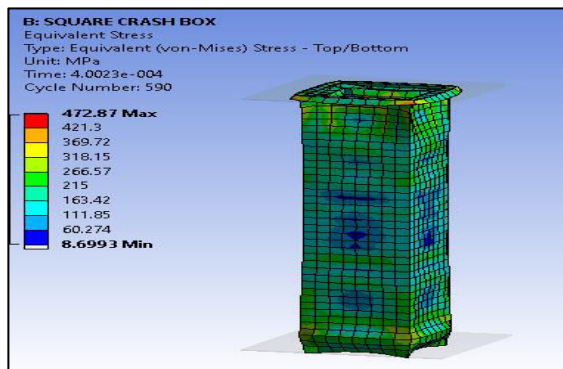 B: SQUARE CRASH BOX
Equivalent Stress
Type: Equivalent (von-Mises) Stress - Top/Bottom
Unit: MPa
Time: 4.0023e-004
Cycle Number: 590
472.87 Max
421.3
369.72
318.15
266.57
215
163.42
111.85
60.274
8.6993 Min